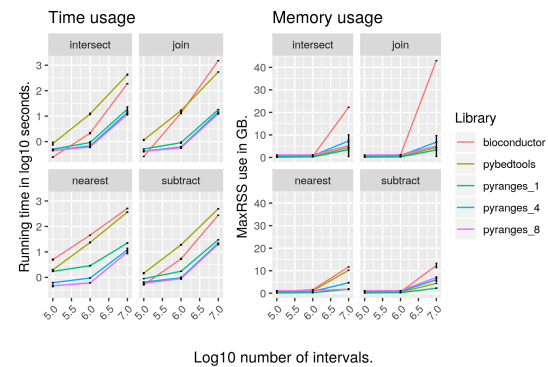 Time usage
Memory usage
intersect
join
intersect
join
Running time in log10 seconds.
3
2
1
0
MaxRSS use in GB.
40
30
20
10
0
Library
bioconductor
pybedtools
pyranges_1
pyranges_4
pyranges_8
nearest
subtract
nearest
subtract
3
2
1
0
40
30
20
10
0
5.0 5.5 6.0 6.5 7.0 5.0 5.5 6.0 6.5 7.0
5.0 5.5 6.0 6.5 7.0 5.0 5.5 6.0 6.5 7.0
Log10 number of intervals.